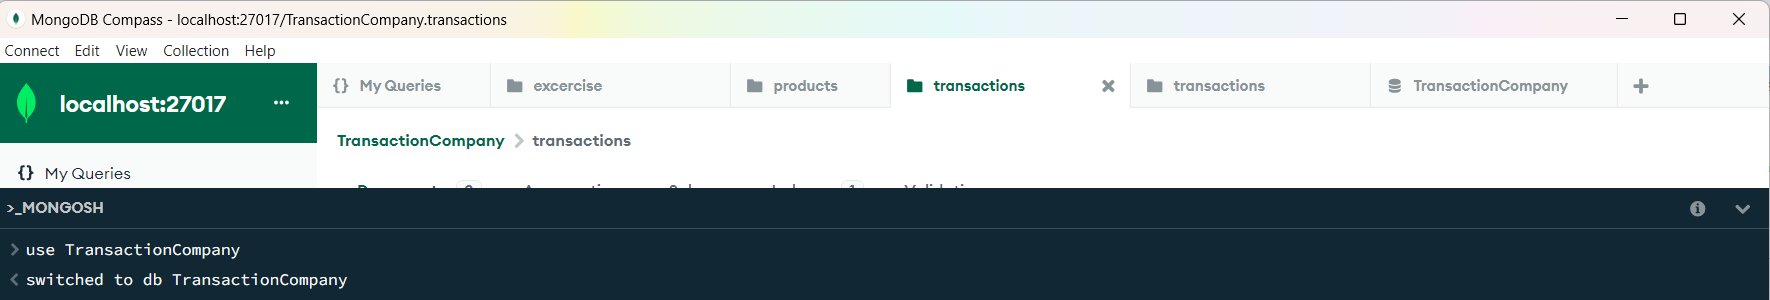 MongoDB Compass - localhost:27017/TransactionCompany.transactions
Connect Edit View Collection Help
localhost:27017 ...
{} My Queries excercise products transactions transactions TransactionCompany +
TransactionCompany > transactions
{} My Queries
>_MONGOSH
> use TransactionCompany
< switched to db TransactionCompany